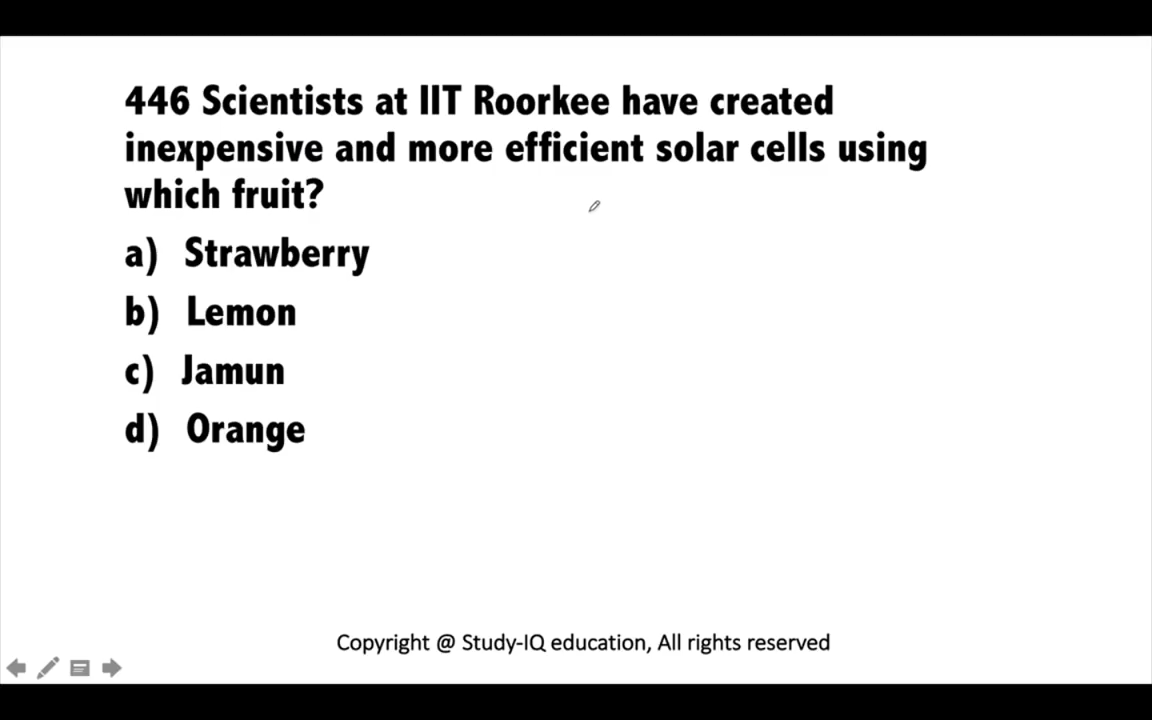 446 Scientists at IIT Roorkee have created
inexpensive and more efficient solar cells using
which fruit?
a) Strawberry
b) Lemon
c) Jamun
d) Orange
Copyright @ Study-IQ education, All rights reserved